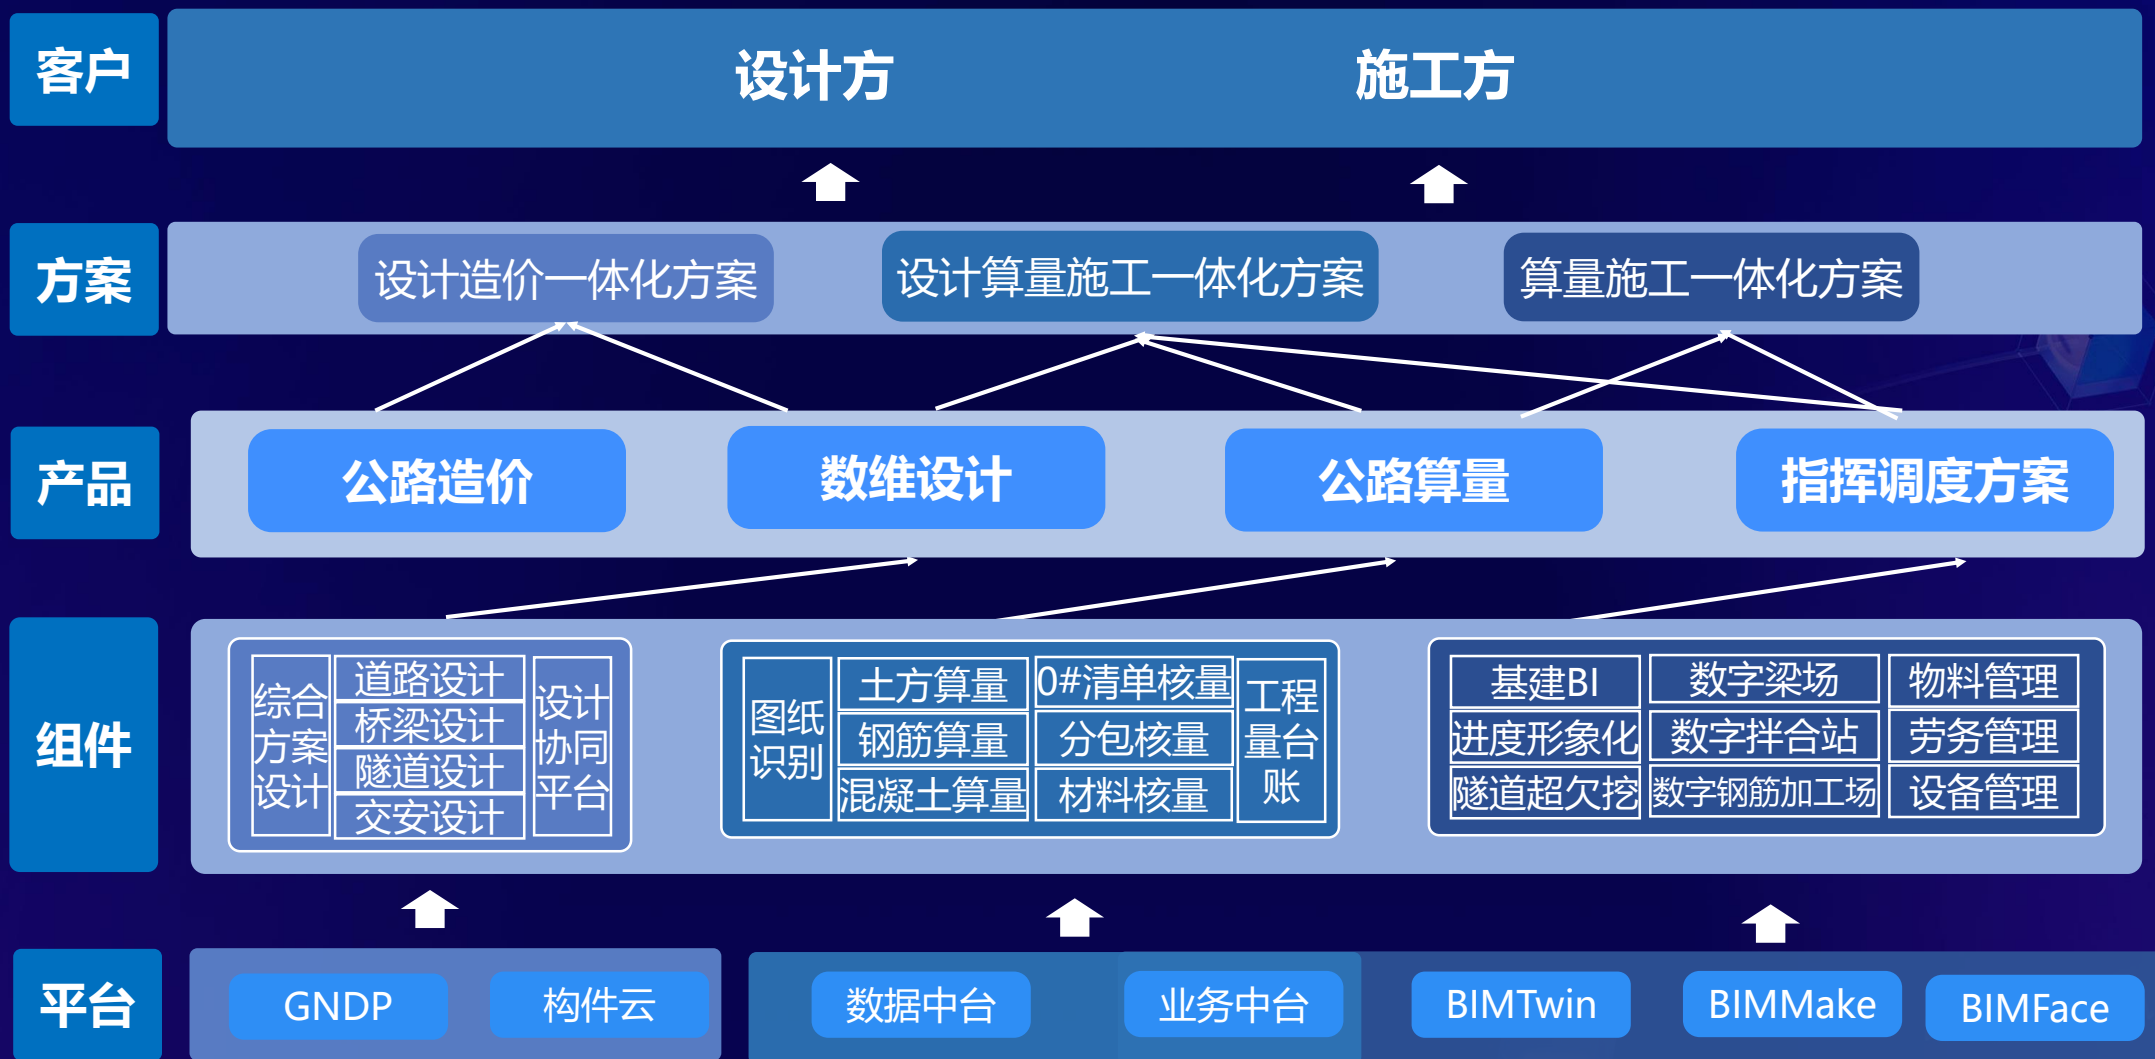 客户
设计方
施工方
方案
设计造价一体化方案
设计算量施工一体化方案
算量施工一体化方案
产品
公路造价
数维设计
公路算量
指挥调度方案
组件
综合
方案
设计
道路设计
桥梁设计
隧道设计
交安设计
设计
协同
平台
图纸
识别
土方算量
钢筋算量
混凝土算量
0#清单核量
分包核量
材料核量
工程
量台
账
基建BI
进度形象化
隧道超欠挖
数字梁场
数字拌合站
数字钢筋加工场
物料管理
劳务管理
设备管理
平台
GNDP
构件云
数据中台
业务中台
BIMTwin
BIMMake
BIMFace